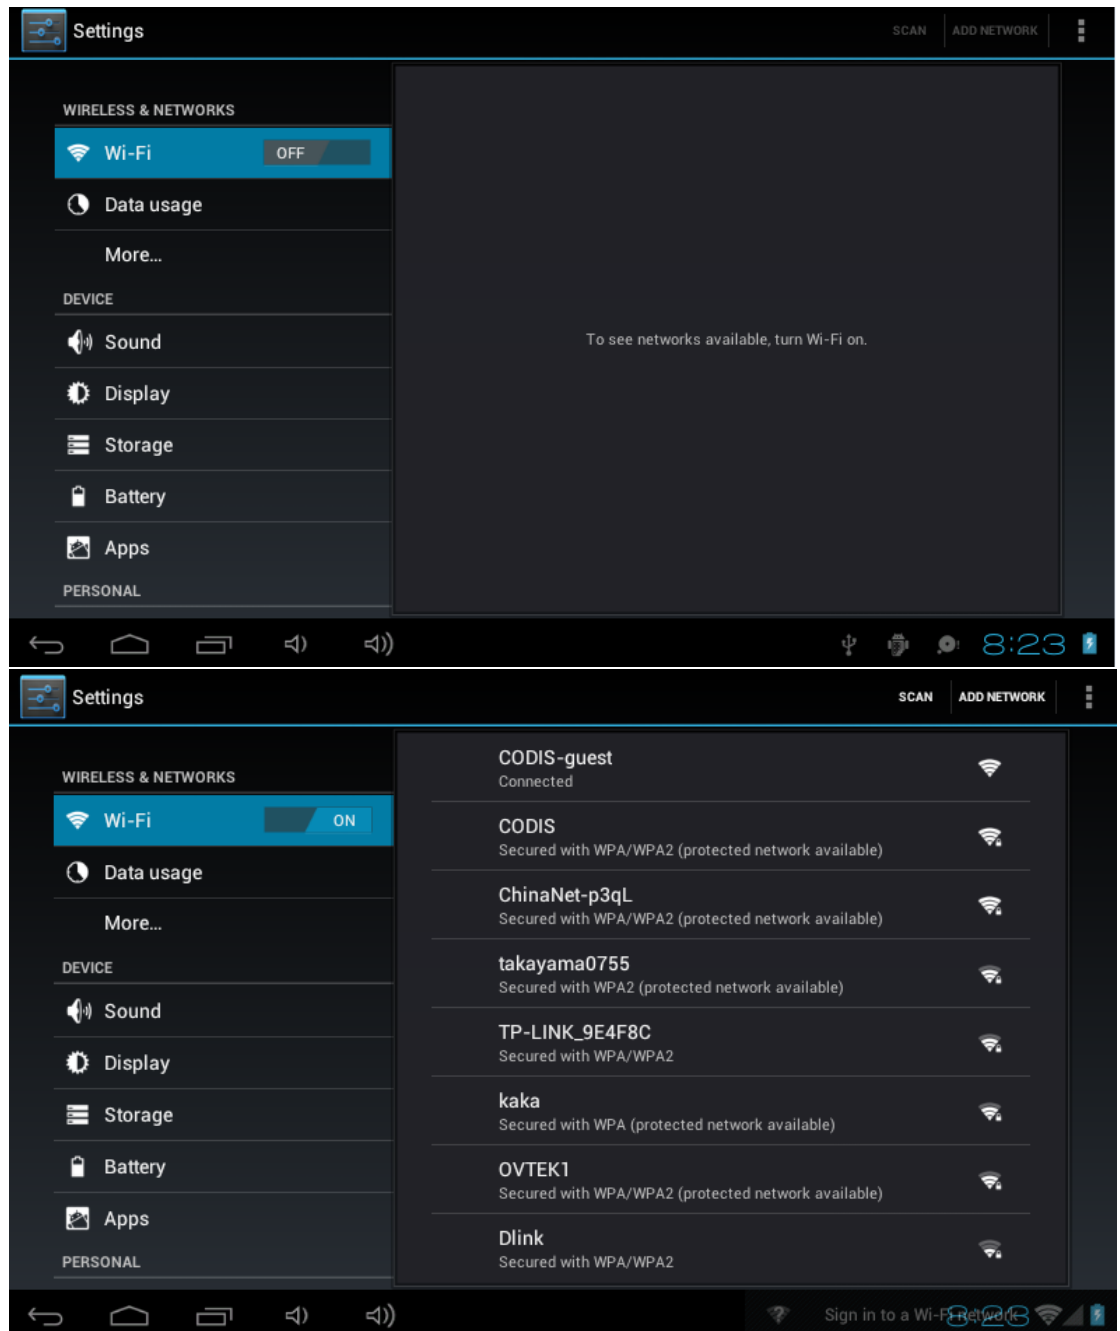 Settings
SCAN
ADD NETWORK
WIRELESS & NETWORKS
Wi-Fi
OFF
Data usage
More...
DEVICE
Sound
To see networks available, turn Wi-Fi on.
Display
Storage
Battery
Apps
PERSONAL
8:23
Settings
SCAN
ADD NETWORK
WIRELESS & NETWORKS
Wi-Fi
ON
Data usage
More...
DEVICE
Sound
Display
Storage
Battery
Apps
PERSONAL
CODIS-guest
Connected
CODIS
Secured with WPA/WPA2 (protected network available)
ChinaNet-p3qL
Secured with WPA/WPA2 (protected network available)
takayama0755
Secured with WPA2 (protected network available)
TP-LINK_9E4F8C
Secured with WPA/WPA2
kaka
Secured with WPA (protected network available)
OVTEK1
Secured with WPA/WPA2 (protected network available)
Dlink
Secured with WPA/WPA2
Sign in to a Wi-Fi network
8:23